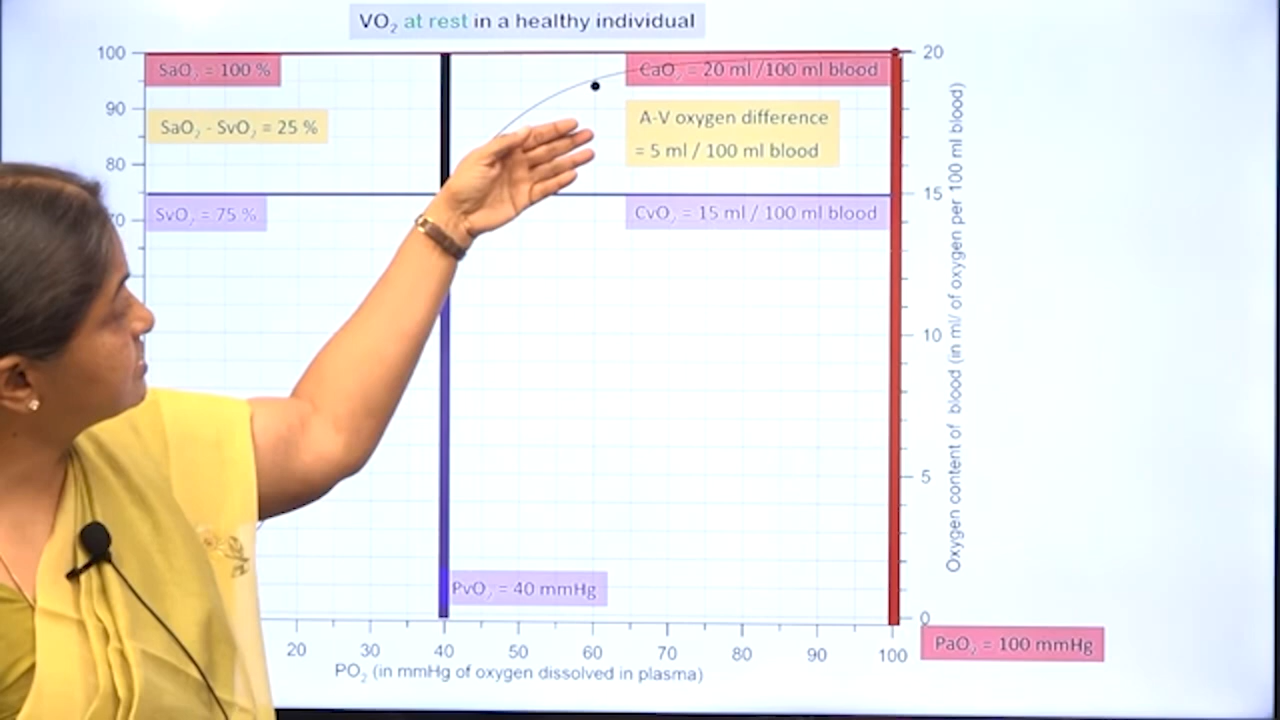 VO₂ at rest in a healthy individual
100
90
80
70
SaO₂ = 100 %
SaO₂ - SvO₂ = 25 %
SvO₂ = 75 %
CaO₂ = 20 ml /100 ml blood
A-V oxygen difference
= 5 ml / 100 ml blood
CvO₂ = 15 ml / 100 ml blood
20
15
10
5
0
Oxygen content of blood (in ml of oxygen per 100 ml blood)
PvO₂ = 40 mmHg
PaO₂ = 100 mmHg
20 30 40 50 60 70 80 90 100
PO₂ (in mmHg of oxygen dissolved in plasma)